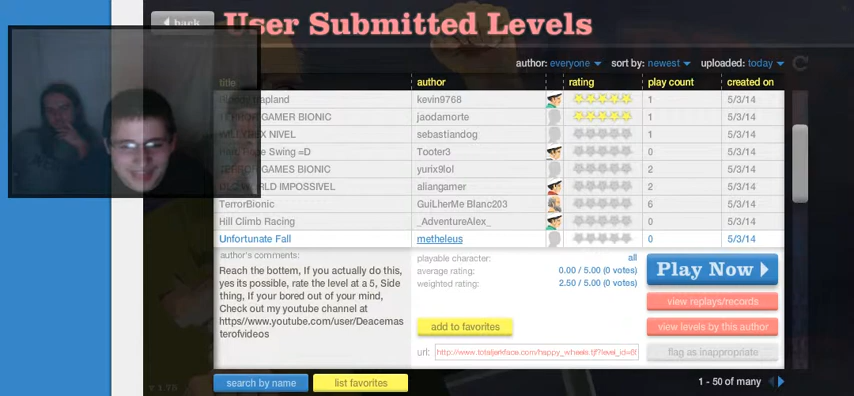 back
User Submitted Levels
author: everyone sort by: newest uploaded: today
title author rating play count created on
kevin9768 1 5/3/14
GAMER BIONIC jaodamorte 1 5/3/14
NIVEL sebastiandog 1 5/3/14
Swing =D Tooter3 0 5/3/14
GAMES BIONIC yurix9lol 2 5/3/14
IMPOSSIVEL aliangamer 2 5/3/14
TerrorBionic GuiLherMe Blanc203 6 5/3/14
Hill Climb Racing _AdventureAlex_ 0 5/3/14
Unfortunate Fall metheleus 0 5/3/14
author's comments:
Reach the bottem, If you actually do this,
yes its possible, rate the level at a 5, Side
thing, If your bored out of your mind,
Check out my youtube channel at
https//www.youtube.com/user/Deacemas
terofvideos
playable character: all
average rating: 0.00 / 5.00 (0 votes)
weighted rating: 2.50 / 5.00 (0 votes)
add to favorites
url: http://www.totaljerkface.com/happy_wheels.tjf?level_id=6
Play Now
view replays/records
view levels by this author
flag as inappropriate
search by name list favorites 1 - 50 of many